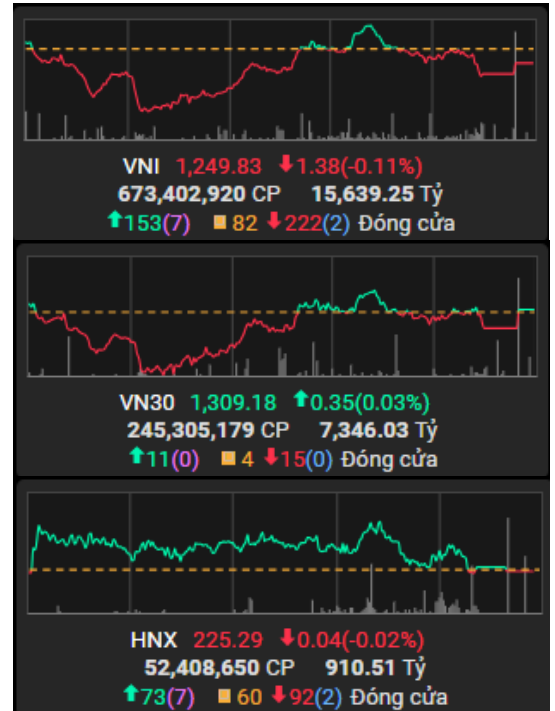 VNI 1,249.83 🠇1.38(-0.11%)
673,402,920 CP 15,639.25 Tỷ
🠅153(7) ■ 82 🠇222(2) Đóng cửa
VN30 1,309.18 🠅0.35(0.03%)
245,305,179 CP 7,346.03 Tỷ
🠅11(0) ■ 4 🠇15(0) Đóng cửa
HNX 225.29 🠇0.04(-0.02%)
52,408,650 CP 910.51 Tỷ
🠅73(7) ■ 60 🠇92(2) Đóng cửa